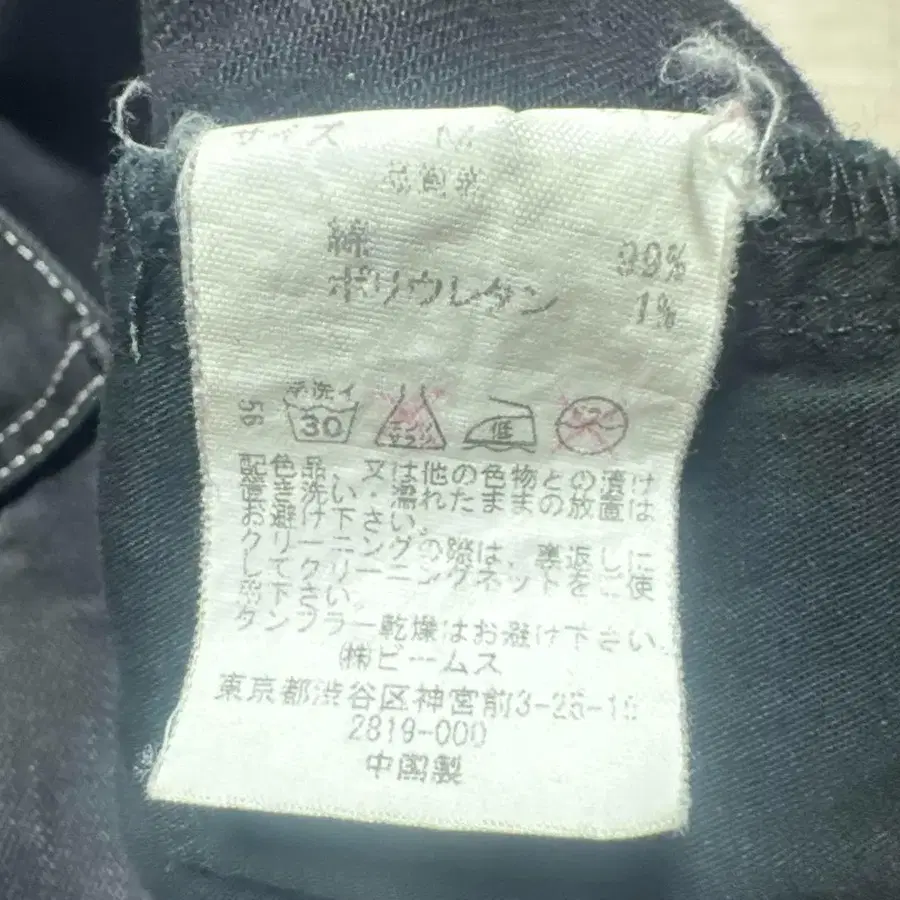 サイズ M
綿 99%
ポリウレタン 1%
56
手洗イ
30
低
配色品、又は他の色物との漬け
置き洗い・濡れたままの放置は
お避け下さい。
クリーニングの際は、裏返しに
してクリーニングネットをご使
用下さい。
タンブラー乾燥はお避け下さい。
㈱ビームス
東京都渋谷区神宮前3-25-15
2819-000
中国製